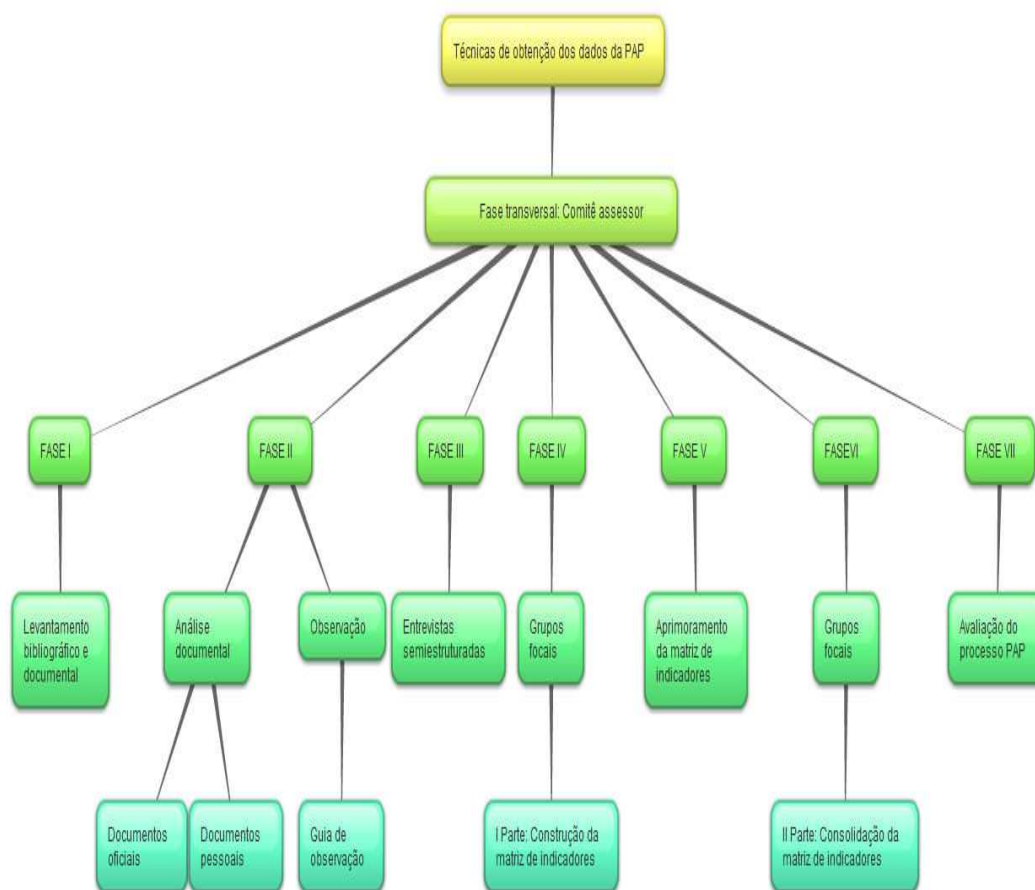 Técnicas de obtenção dos dados da PAP
Fase transversal: Comitê assessor
FASE I
FASE II
FASE III
FASE IV
FASE V
FASEVI
FASE VII
Levantamento
bibliográfico e
documental
Análise
documental
Observação
Entrevistas
semiestruturadas
Grupos
focais
Aprimoramento
da matriz de
indicadores
Grupos
focais
Avaliação do
processo PAP
Documentos
oficiais
Documentos
pessoais
Guia de
observação
I Parte: Construção da
matriz de indicadores
II Parte: Consolidação da
matriz de indicadores